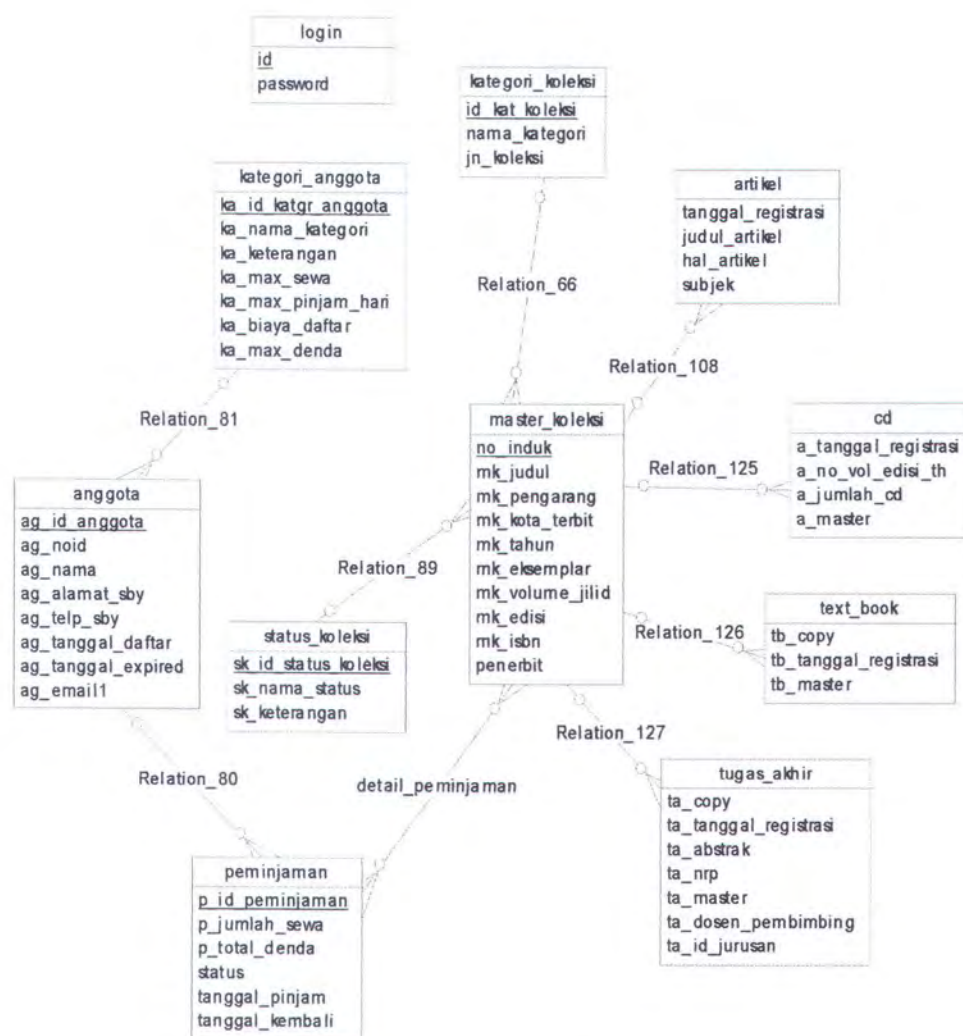 login
id
password
kategori_koleksi
id_kat_koleksi
nama_kategori
jn_koleksi
kategori_anggota
ka_id_katgr_anggota
ka_nama_kategori
ka_keterangan
ka_max_sewa
ka_max_pinjam_hari
ka_biaya_daftar
ka_max_denda
artikel
tanggal_registrasi
judul_artikel
hal_artikel
subjek
Relation_66
Relation_108
Relation_81
master_koleksi
no_induk
mk_judul
mk_pengarang
mk_kota_terbit
mk_tahun
mk_eksemplar
mk_volume_jilid
mk_edisi
mk_isbn
penerbit
cd
a_tanggal_registrasi
a_no_vol_edisi_th
a_jumlah_cd
a_master
Relation_125
anggota
ag_id_anggota
ag_noid
ag_nama
ag_alamat_sby
ag_telp_sby
ag_tanggal_daftar
ag_tanggal_expired
ag_email1
Relation_89
status_koleksi
sk_id_status_koleksi
sk_nama_status
sk_keterangan
text_book
tb_copy
tb_tanggal_registrasi
tb_master
Relation_126
Relation_127
Relation_80
detail_peminjaman
tugas_akhir
ta_copy
ta_tanggal_registrasi
ta_abstrak
ta_nrp
ta_master
ta_dosen_pembimbing
ta_id_jurusan
peminjaman
p_id_peminjaman
p_jumlah_sewa
p_total_denda
status
tanggal_pinjam
tanggal_kembali